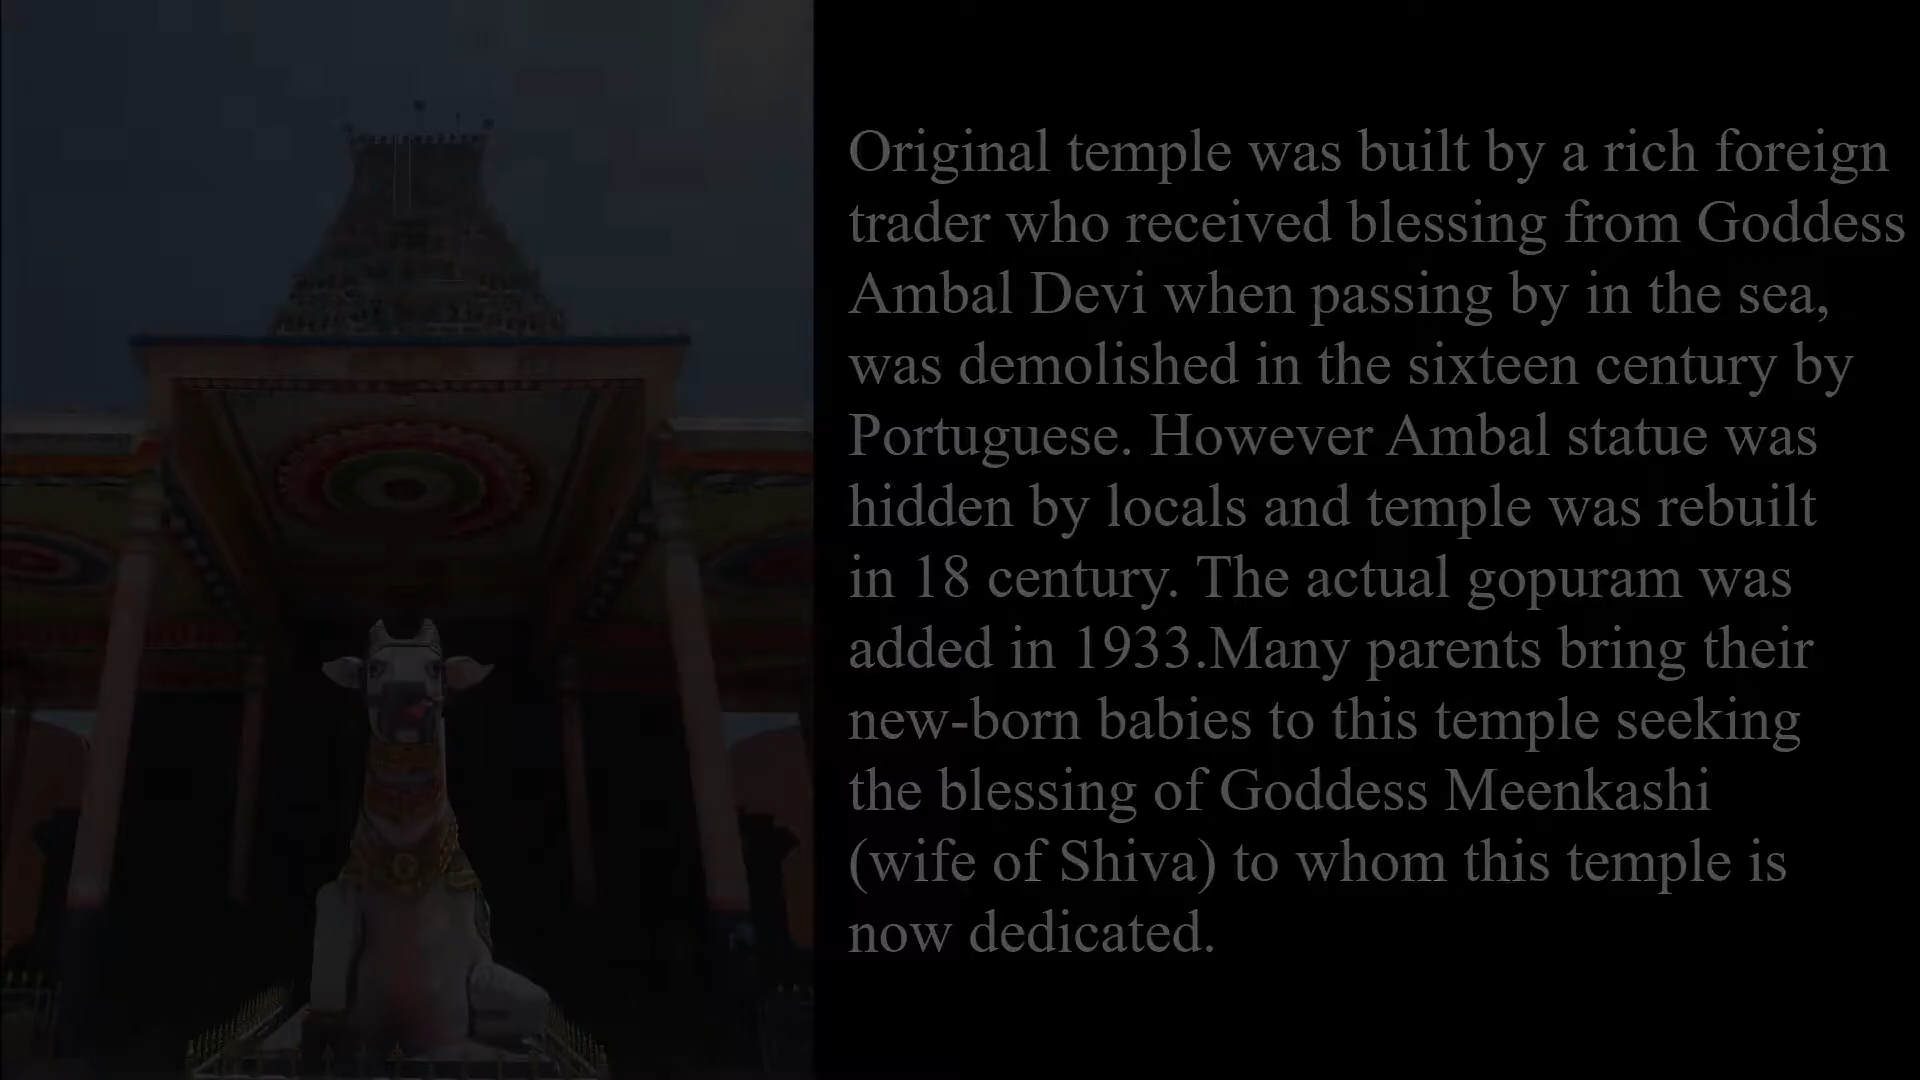 Original temple was built by a rich foreign
trader who received blessing from Goddess
Ambal Devi when passing by in the sea,
was demolished in the sixteen century by
Portuguese. However Ambal statue was
hidden by locals and temple was rebuilt
in 18 century. The actual gopuram was
added in 1933.Many parents bring their
new-born babies to this temple seeking
the blessing of Goddess Meenkashi
(wife of Shiva) to whom this temple is
now dedicated.